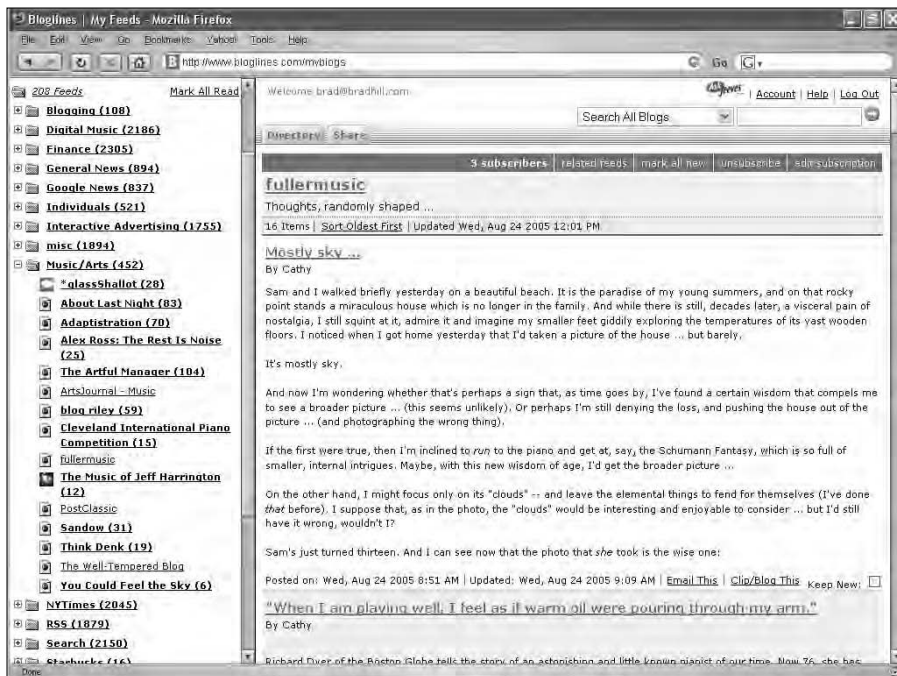 Bloglines | My Feeds - Mozilla Firefox
File Edit View Go Bookmarks Yahoo! Tools Help
http://www.bloglines.com/myblogs
Go
G
208 Feeds Mark All Read
Blogging (108)
Digital Music (2186)
Finance (2305)
General News (894)
Google News (837)
Individuals (521)
Interactive Advertising (1755)
misc (1894)
Music/Arts (452)
*glassShallot (28)
About Last Night (83)
Adaptistration (70)
Alex Ross: The Rest Is Noise
(25)
The Artful Manager (104)
ArtsJournal - Music
blog riley (59)
Cleveland International Piano
Competition (15)
fullermusic
The Music of Jeff Harrington
(12)
PostClassic
Sandow (31)
Think Denk (19)
The Well-Tempered Blog
You Could Feel the Sky (6)
NYTimes (2045)
RSS (1879)
Search (2150)
Starbucks (16)
Welcome brad@bradhill.com
| Account | Help | Log Out
Search All Blogs
Directory Share
3 subscribers | related feeds | mark all new | unsubscribe | edit subscription
fullermusic
Thoughts, randomly shaped ...
16 Items | Sort Oldest First | Updated Wed, Aug 24 2005 12:01 PM
Mostly sky ...
By Cathy
Sam and I walked briefly yesterday on a beautiful beach. It is the paradise of my young summers, and on that rocky
point stands a miraculous house which is no longer in the family. And while there is still, decades later, a visceral pain of
nostalgia, I still squint at it, admire it and imagine my smaller feet giddily exploring the temperatures of its vast wooden
floors. I noticed when I got home yesterday that I'd taken a picture of the house ... but barely.
It's mostly sky.
And now I'm wondering whether that's perhaps a sign that, as time goes by, I've found a certain wisdom that compels me
to see a broader picture ... (this seems unlikely). Or perhaps I'm still denying the loss, and pushing the house out of the
picture ... (and photographing the wrong thing).
If the first were true, then I'm inclined to run to the piano and get at, say, the Schumann Fantasy, which is so full of
smaller, internal intrigues. Maybe, with this new wisdom of age, I'd get the broader picture ...
On the other hand, I might focus only on its "clouds" -- and leave the elemental things to fend for themselves (I've done
that before). I suppose that, as in the photo, the "clouds" would be interesting and enjoyable to consider ... but I'd still
have it wrong, wouldn't I?
Sam's just turned thirteen. And I can see now that the photo that she took is the wise one:
Posted on: Wed, Aug 24 2005 8:51 AM | Updated: Wed, Aug 24 2005 9:09 AM | Email This | Clip/Blog This Keep New:
"When I am playing well, I feel as if warm oil were pouring through my arm."
By Cathy
Richard Dyer of the Boston Globe tells the story of an astonishing and little known pianist of our time. Now 76, she has
Done